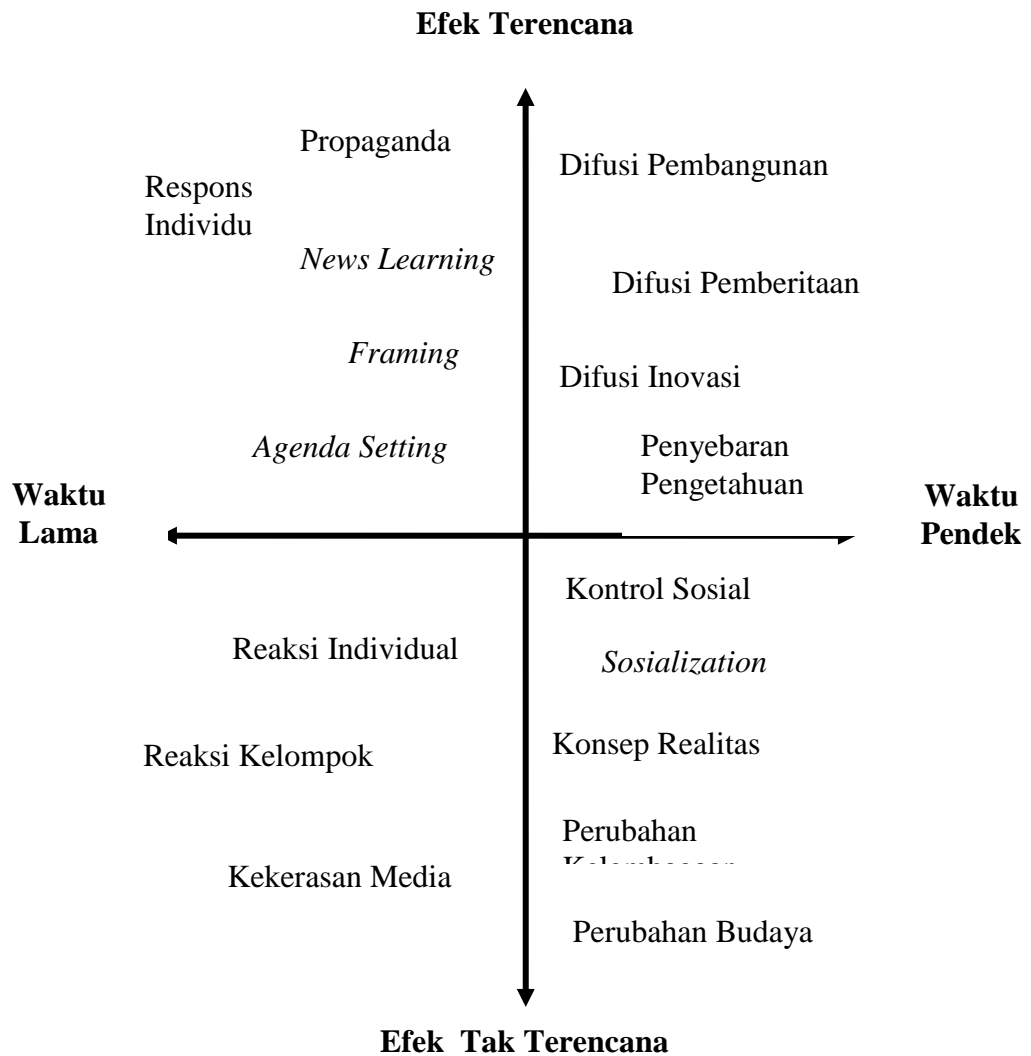 Efek Terencana
Propaganda
Difusi Pembangunan
Respons
Individu
News Learning
Difusi Pemberitaan
Framing
Difusi Inovasi
Agenda Setting
Penyebaran
Pengetahuan
Waktu
Lama
Waktu
Pendek
Kontrol Sosial
Reaksi Individual
Sosialization
Reaksi Kelompok
Konsep Realitas
Perubahan
Kekerasan Media
Perubahan Budaya
Efek Tak Terencana